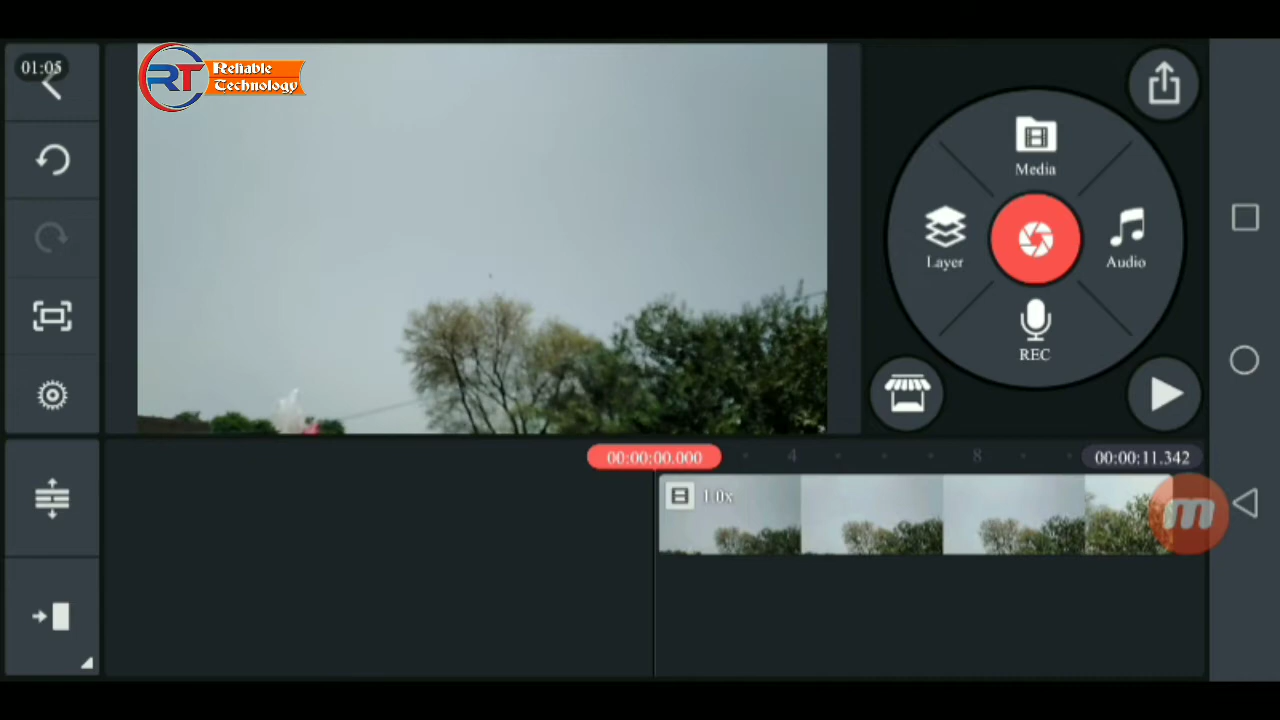 01:05
RT
Reliable
Technology
Media
Layer
Audio
REC
00:00:00.000
4
8
00:00:11.342
1.0x
m